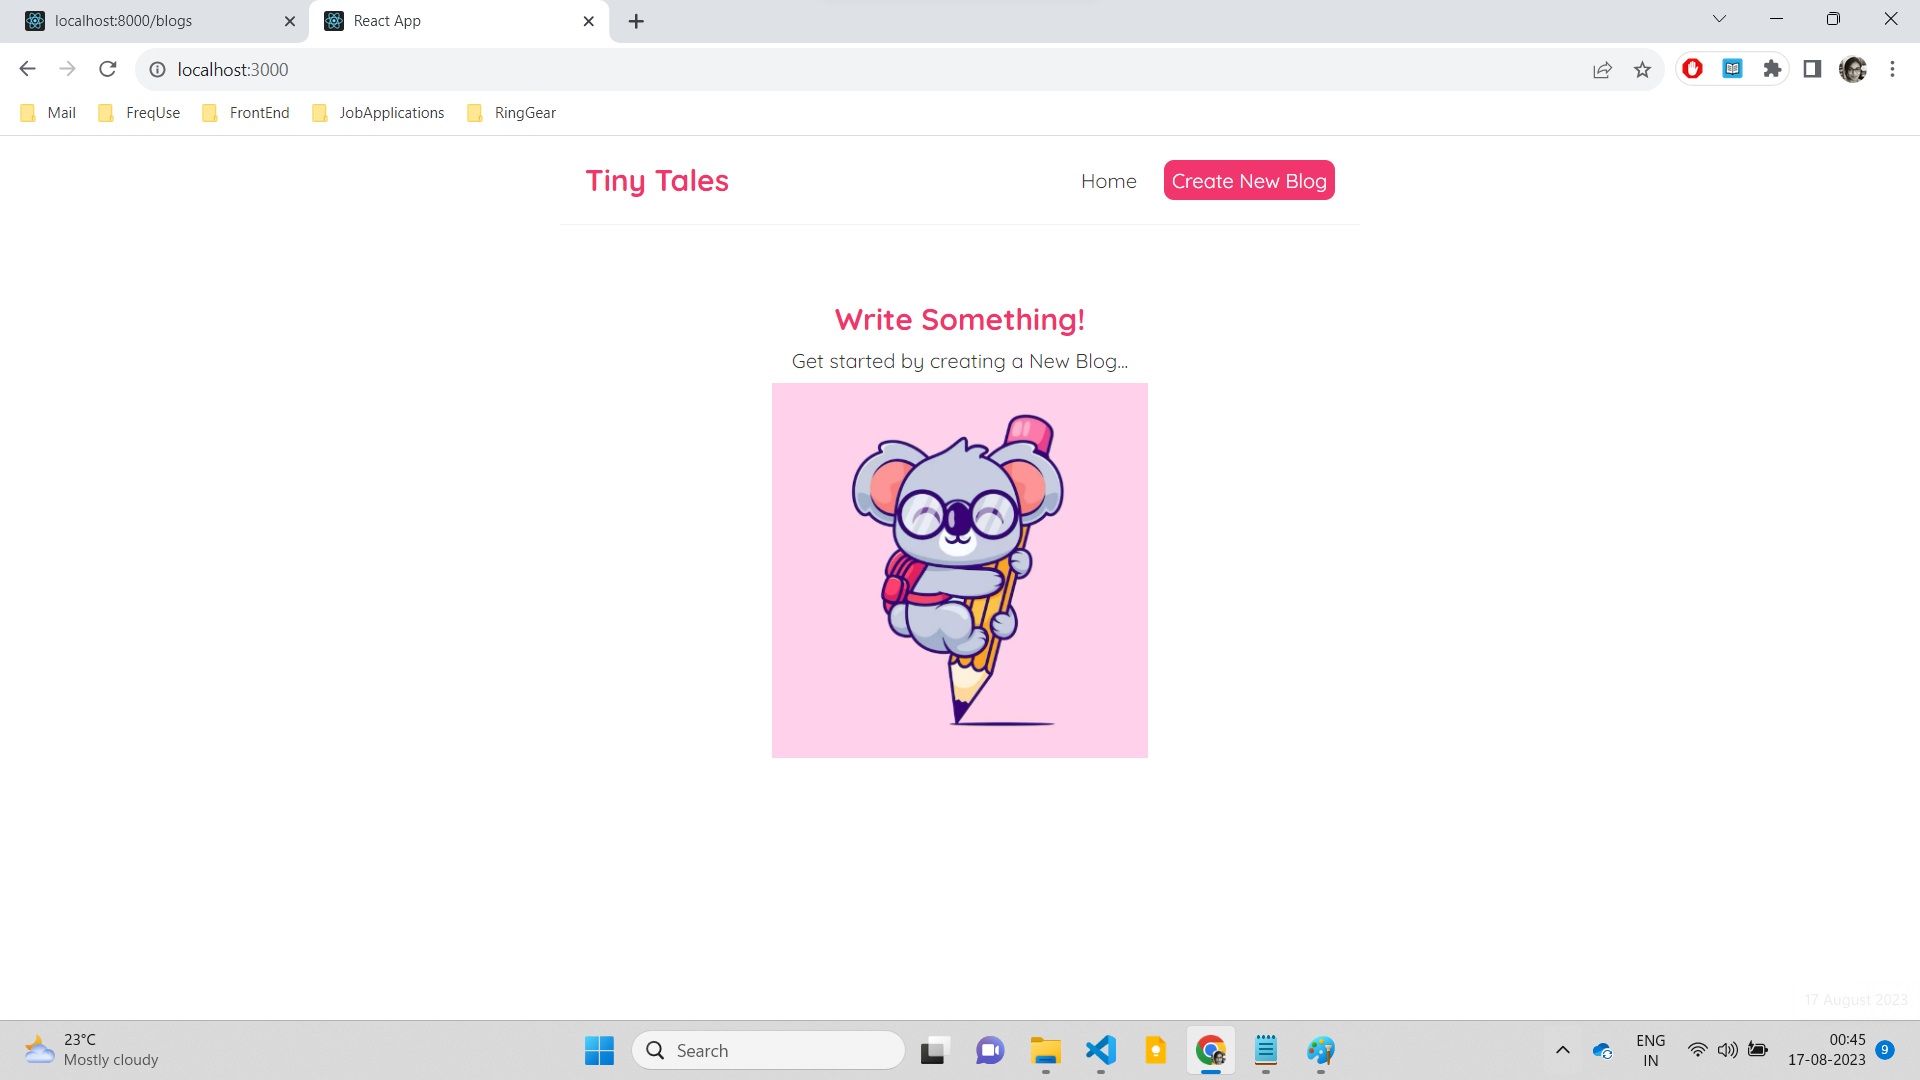 localhost:8000/blogs
React App
localhost:3000
Mail FreqUse FrontEnd JobApplications RingGear
Tiny Tales
Home Create New Blog
Write Something!
Get started by creating a New Blog...
17 August 2023
23°C
Mostly cloudy
Search
ENG
IN
00:45
17-08-2023
9